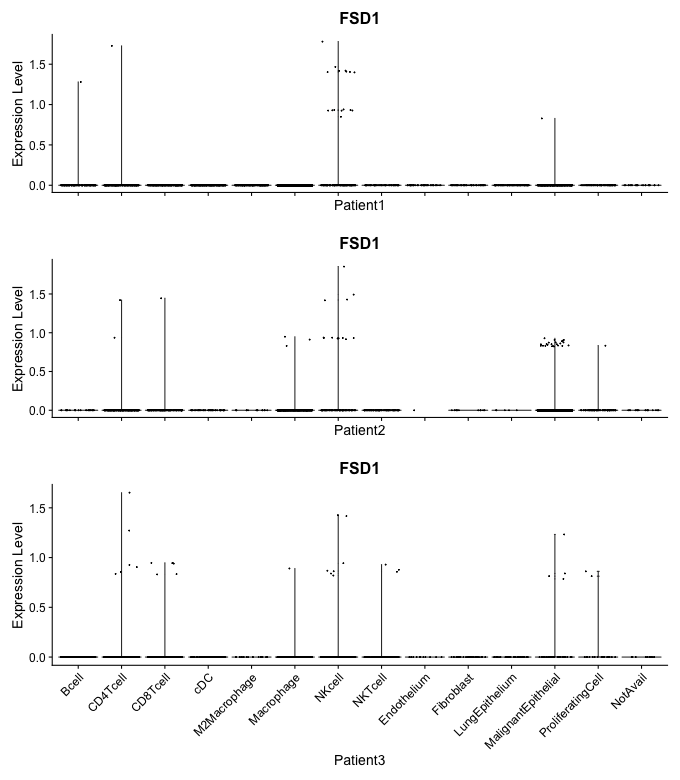 FSD1
Expression Level
1.5
1.0
0.5
0.0
Patient1
FSD1
Expression Level
1.5
1.0
0.5
0.0
Patient2
FSD1
Expression Level
1.5
1.0
0.5
0.0
Bcell
CD4Tcell
CD8Tcell
cDC
M2Macrophage
Macrophage
NKcell
NKTcell
Endothelium
Fibroblast
LungEpithelium
MalignantEpithelial
ProliferatingCell
NotAvail
Patient3